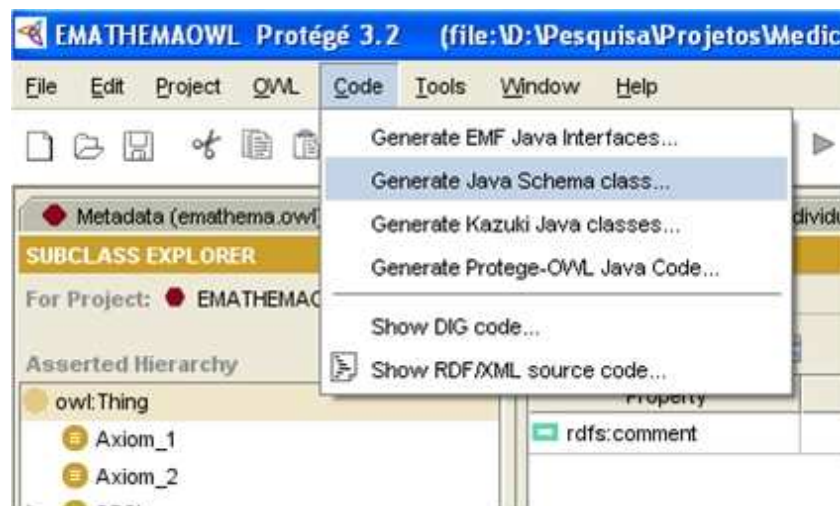 EMATHEMAOWL Protégé 3.2 (file:\D:\Pesquisa\Projetos\Medic
File Edit Project OWL Code Tools Window Help
Generate EMF Java Interfaces...
Generate Java Schema class...
Generate Kazuki Java classes...
Generate Protege-OWL Java Code...
Show DIG code...
Show RDF/XML source code...
Metadata (emathema.owl)
SUBCLASS EXPLORER
For Project: EMATHEMAO
Asserted Hierarchy
owl:Thing
Axiom_1
Axiom_2
Property
rdfs:comment